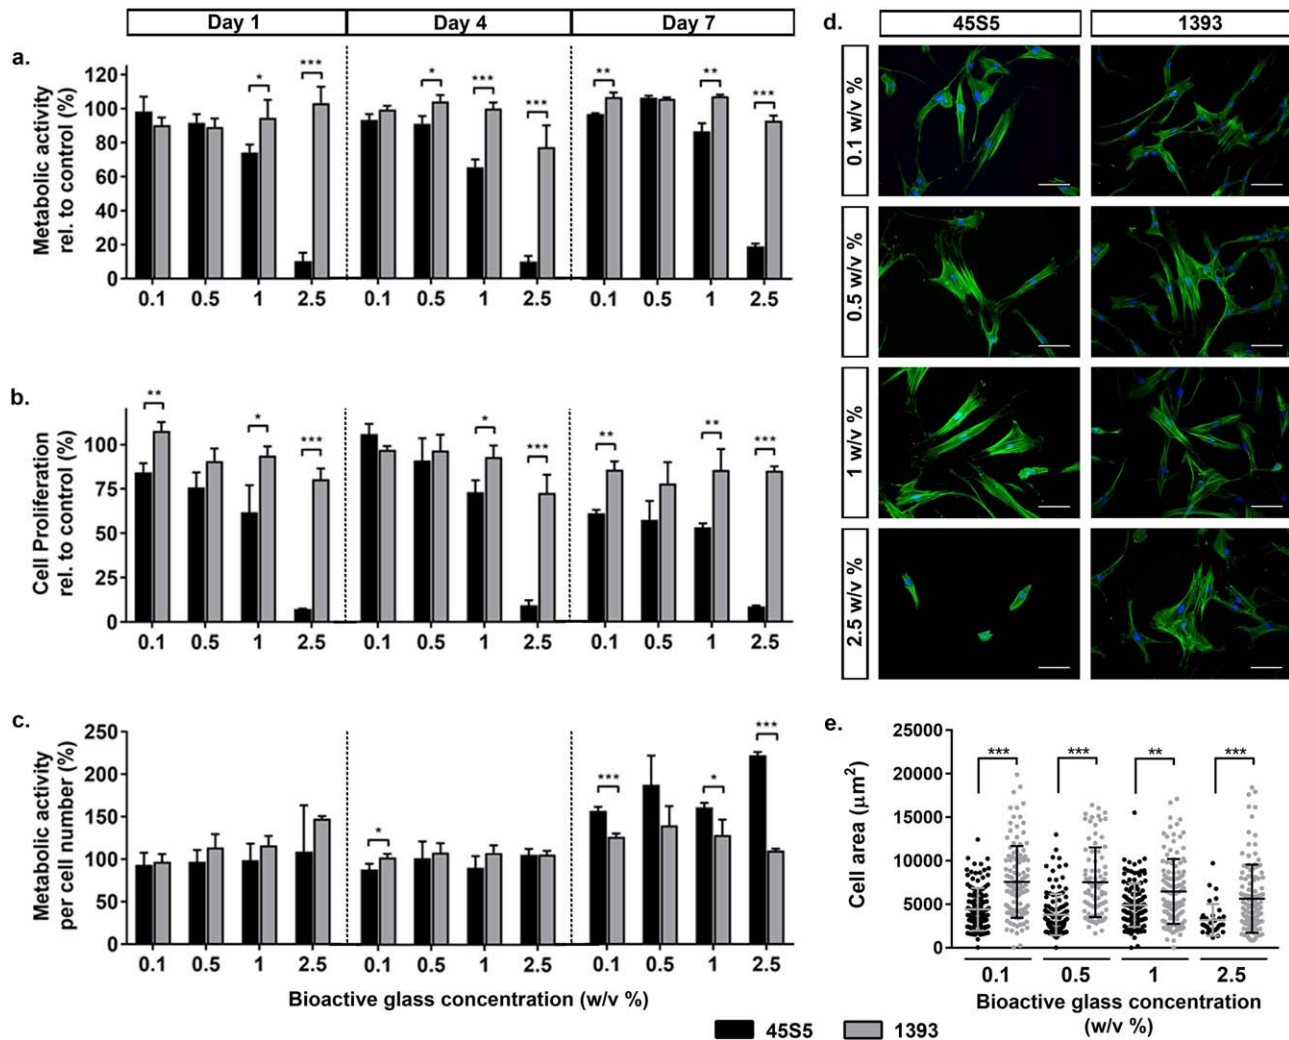 Day 1 Day 4 Day 7
a.
Metabolic activity
rel. to control (%)
120
100
80
60
40
20
0
* *** * *** *** ** ** ***
0.1 0.5 1 2.5 0.1 0.5 1 2.5 0.1 0.5 1 2.5
b.
Cell Proliferation
rel. to control (%)
100
75
50
25
0
** * *** * *** ** ** ***
0.1 0.5 1 2.5 0.1 0.5 1 2.5 0.1 0.5 1 2.5
c.
Metabolic activity
per cell number (%)
250
200
150
100
50
0
* *** * ***
0.1 0.5 1 2.5 0.1 0.5 1 2.5 0.1 0.5 1 2.5
Bioactive glass concentration (w/v %)
45S5 1393
d.
45S5 1393
0.1 w/v %
0.5 w/v %
1 w/v %
2.5 w/v %
e.
Cell area (μm²)
25000
20000
15000
10000
5000
0
*** *** ** ***
0.1 0.5 1 2.5
Bioactive glass concentration
(w/v %)